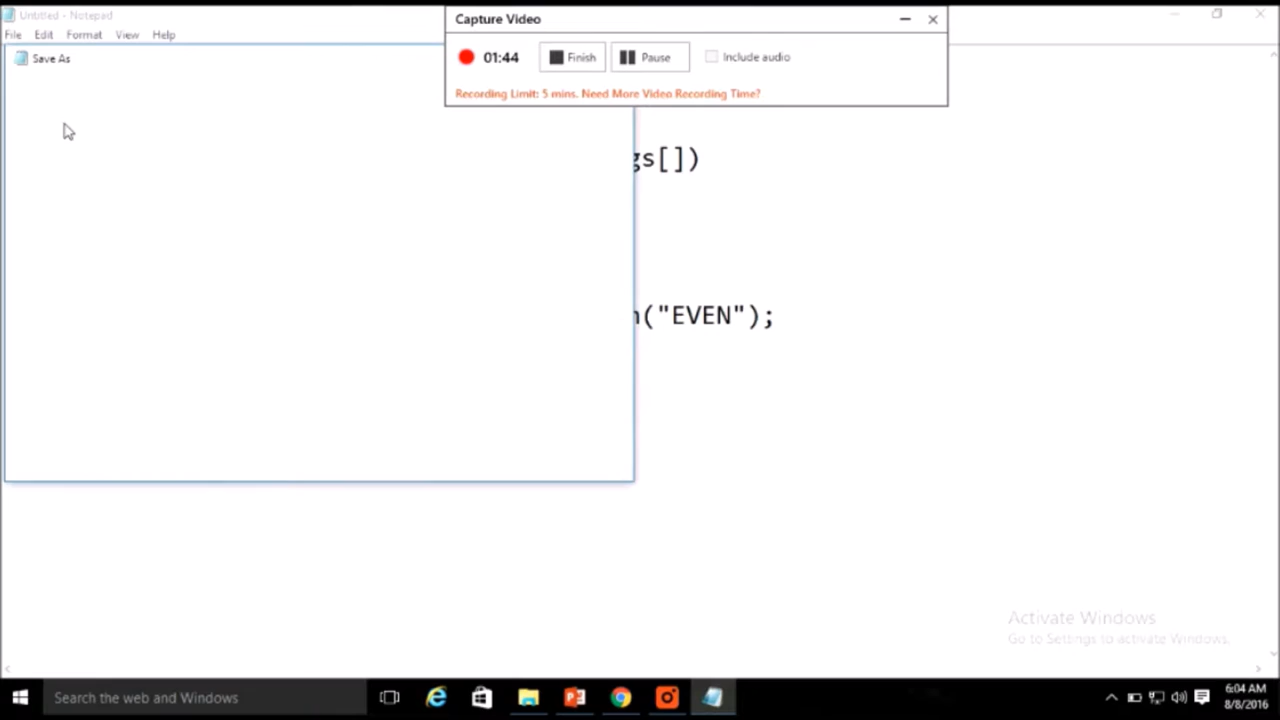 Untitled - Notepad
Capture Video
File Edit Format View Help
Save As
01:44 Finish Pause Include audio
Recording Limit: 5 mins. Need More Video Recording Time?
gs[])
("EVEN");
Activate Windows
Go to Settings to activate Windows.
Search the web and Windows
6:04 AM
8/8/2016